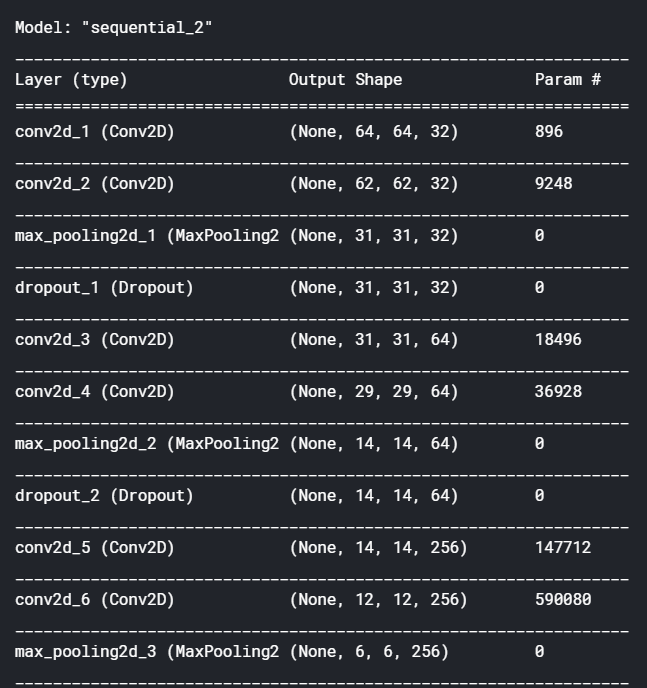 Model: "sequential_2"
_________________________________________________________________
Layer (type)                 Output Shape              Param #
=================================================================
conv2d_1 (Conv2D)            (None, 64, 64, 32)        896
_________________________________________________________________
conv2d_2 (Conv2D)            (None, 62, 62, 32)        9248
_________________________________________________________________
max_pooling2d_1 (MaxPooling2 (None, 31, 31, 32)        0
_________________________________________________________________
dropout_1 (Dropout)          (None, 31, 31, 32)        0
_________________________________________________________________
conv2d_3 (Conv2D)            (None, 31, 31, 64)        18496
_________________________________________________________________
conv2d_4 (Conv2D)            (None, 29, 29, 64)        36928
_________________________________________________________________
max_pooling2d_2 (MaxPooling2 (None, 14, 14, 64)        0
_________________________________________________________________
dropout_2 (Dropout)          (None, 14, 14, 64)        0
_________________________________________________________________
conv2d_5 (Conv2D)            (None, 14, 14, 256)       147712
_________________________________________________________________
conv2d_6 (Conv2D)            (None, 12, 12, 256)       590080
_________________________________________________________________
max_pooling2d_3 (MaxPooling2 (None, 6, 6, 256)         0
_________________________________________________________________